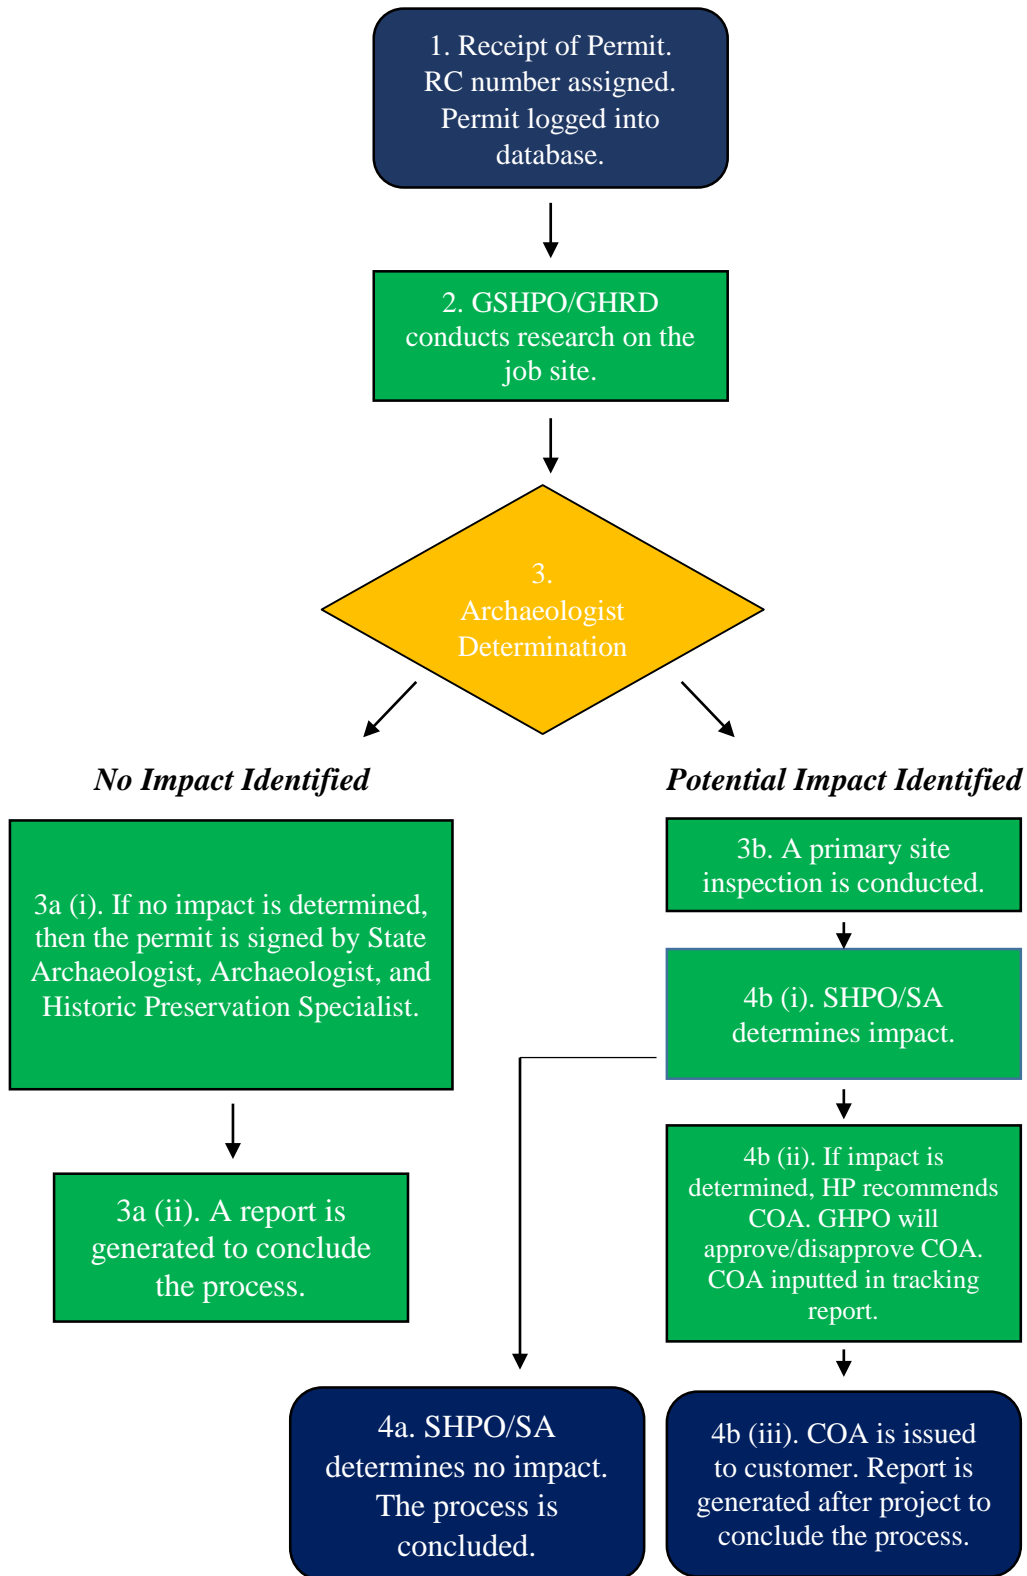 1. Receipt of Permit.
RC number assigned.
Permit logged into
database.
2. GSHPO/GHRD
conducts research on the
job site.
3.
Archaeologist
Determination
No Impact Identified
3a (i). If no impact is determined,
then the permit is signed by State
Archaeologist, Archaeologist, and
Historic Preservation Specialist.
3a (ii). A report is
generated to conclude
the process.
Potential Impact Identified
3b. A primary site
inspection is conducted.
4b (i). SHPO/SA
determines impact.
4b (ii). If impact is
determined, HP recommends
COA. GHPO will
approve/disapprove COA.
COA inputted in tracking
report.
4a. SHPO/SA
determines no impact.
The process is
concluded.
4b (iii). COA is issued
to customer. Report is
generated after project to
conclude the process.